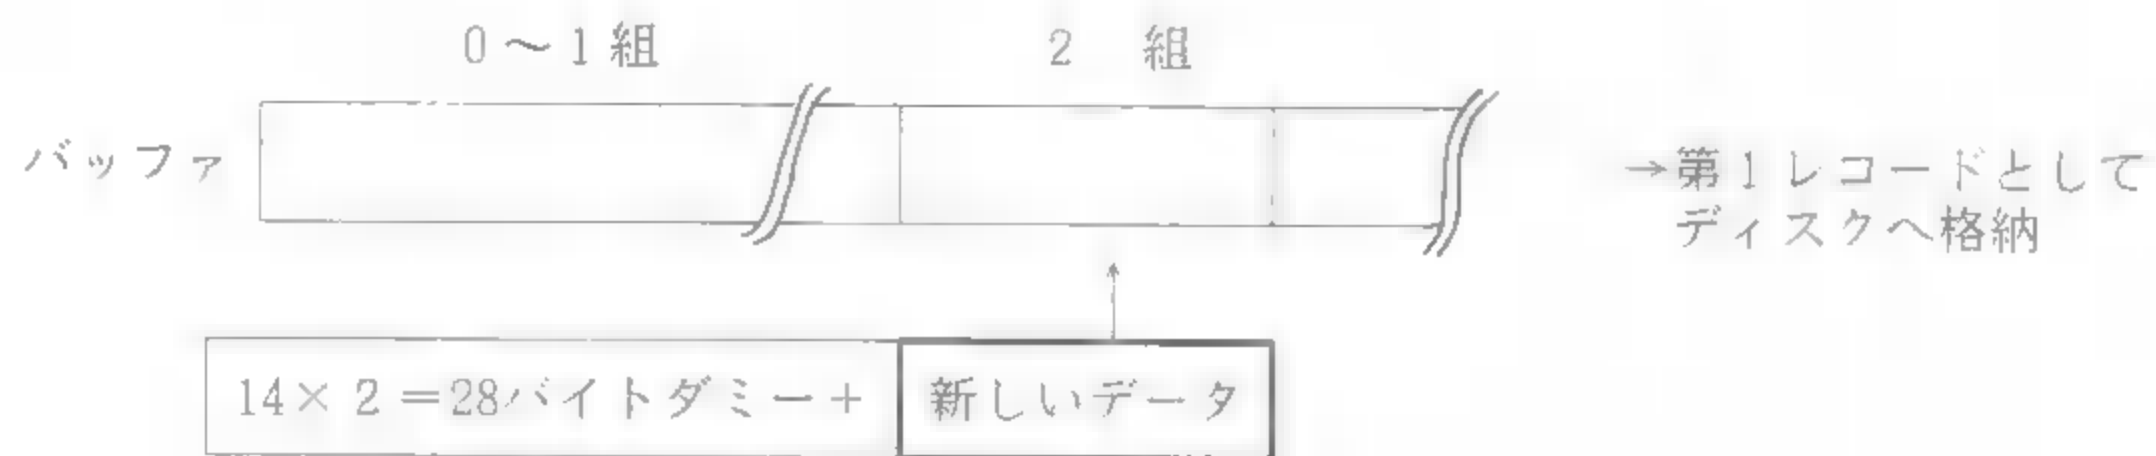 0～1組
2 組
バッファ
→第1レコードとして
ディスクへ格納
14×2＝28バイトダミー＋
新しいデータ